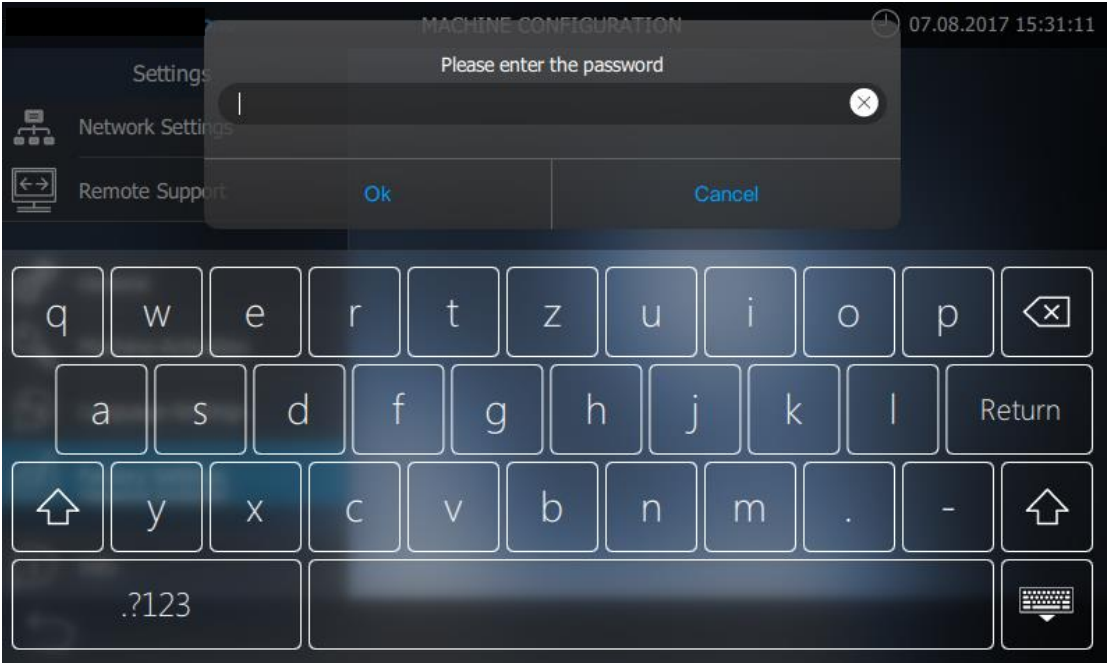 MACHINE CONFIGURATION
07.08.2017 15:31:11
Please enter the password
Settings
Network Settings
Remote Support
Ok
Cancel
q w e r t z u i o p
a s d f g h j k l Return
y x c v b n m . -
.?123